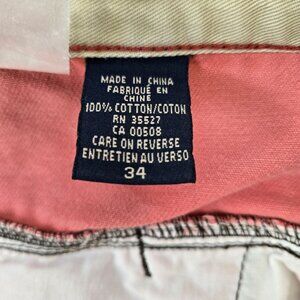 MADE IN CHINA
FABRIQUÉ EN
CHINE
100% COTTON/COTON
RN 35527
CA 00508
CARE ON REVERSE
ENTRETIEN AU VERSO
34